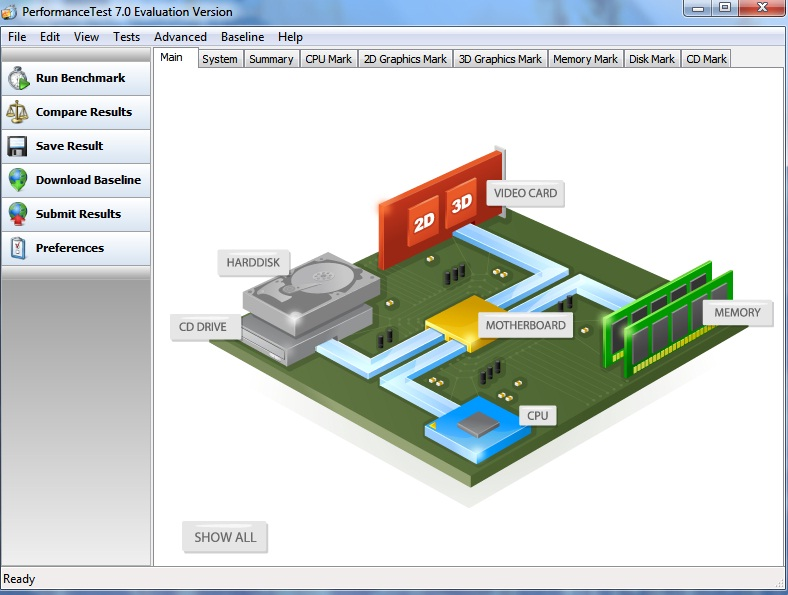 PerformanceTest 7.0 Evaluation Version
File Edit View Tests Advanced Baseline Help
Main System Summary CPU Mark 2D Graphics Mark 3D Graphics Mark Memory Mark Disk Mark CD Mark
Run Benchmark
Compare Results
Save Result
Download Baseline
Submit Results
Preferences
2D 3D VIDEO CARD
HARDDISK
CD DRIVE
MOTHERBOARD
MEMORY
CPU
SHOW ALL
Ready